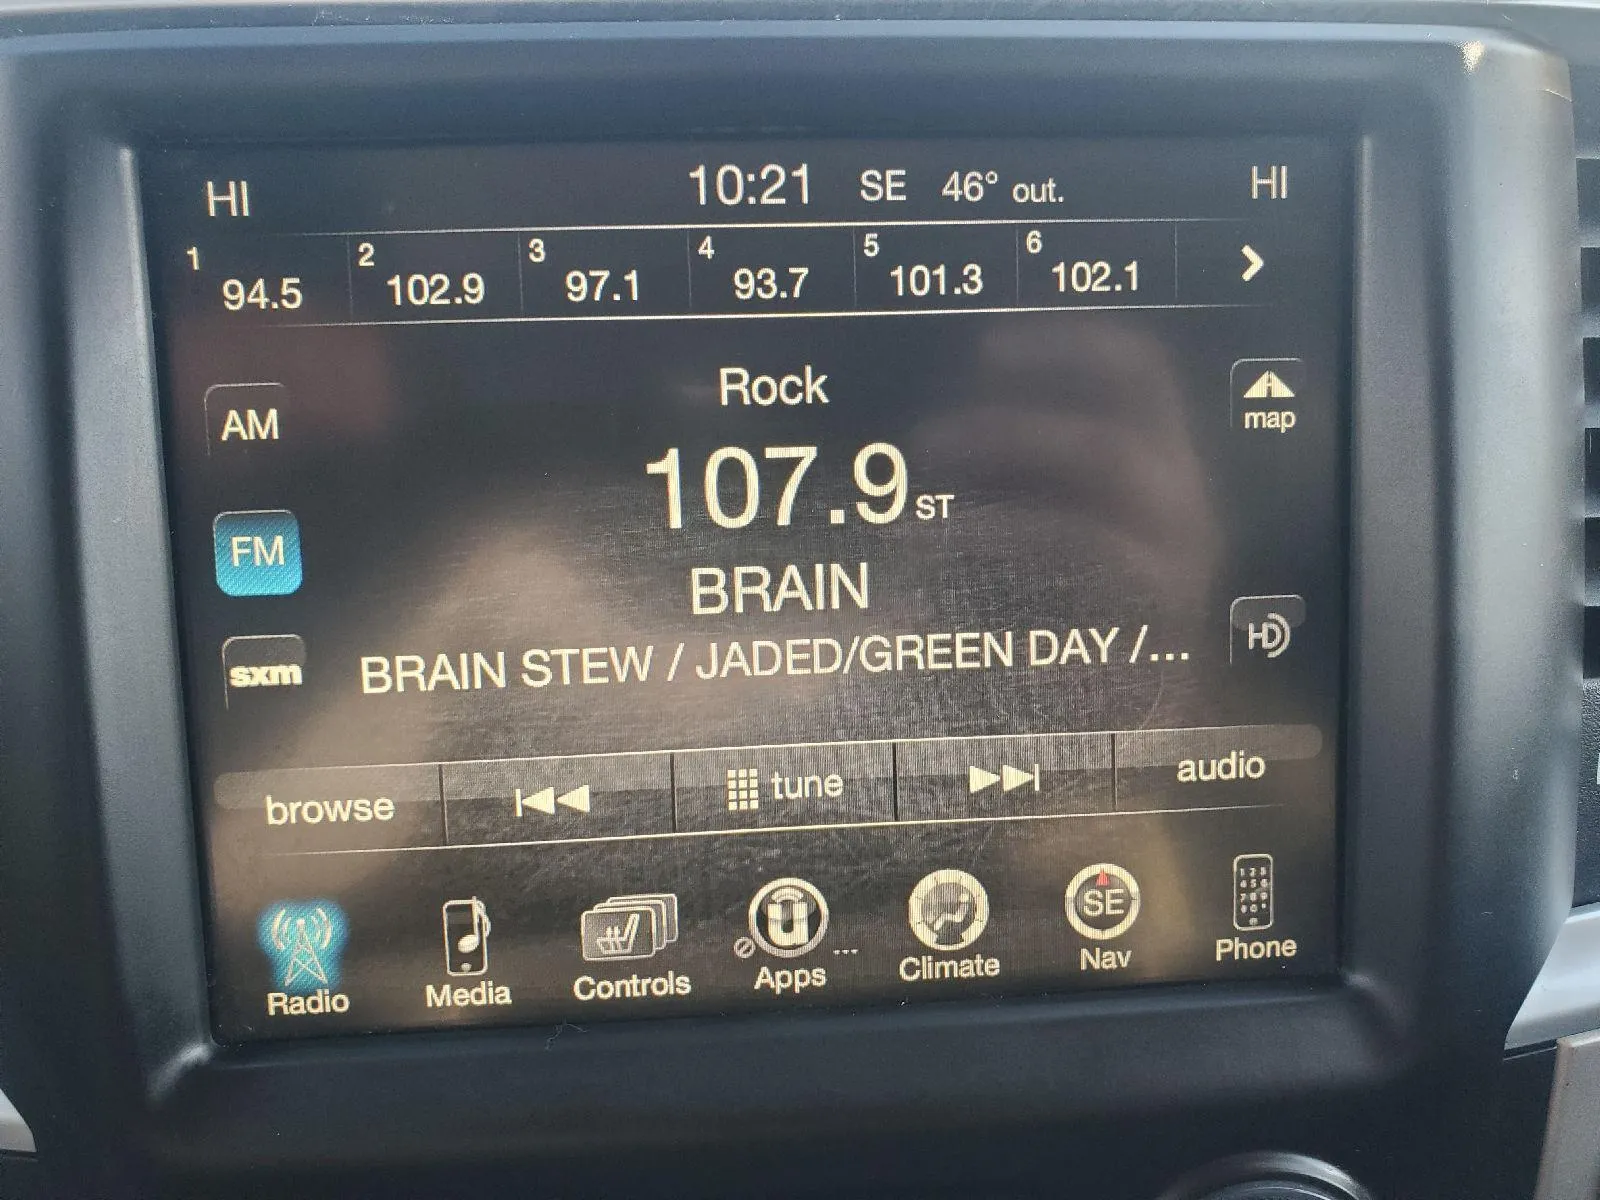 HI 10:21 SE 46° out. HI
1 94.5 2 102.9 3 97.1 4 93.7 5 101.3 6 102.1
Rock
AM
map
107.9 ST
FM
BRAIN
HD
sxm
BRAIN STEW / JADED/GREEN DAY /...
browse tune audio
SE
Radio Media Controls Apps ... Climate Nav Phone